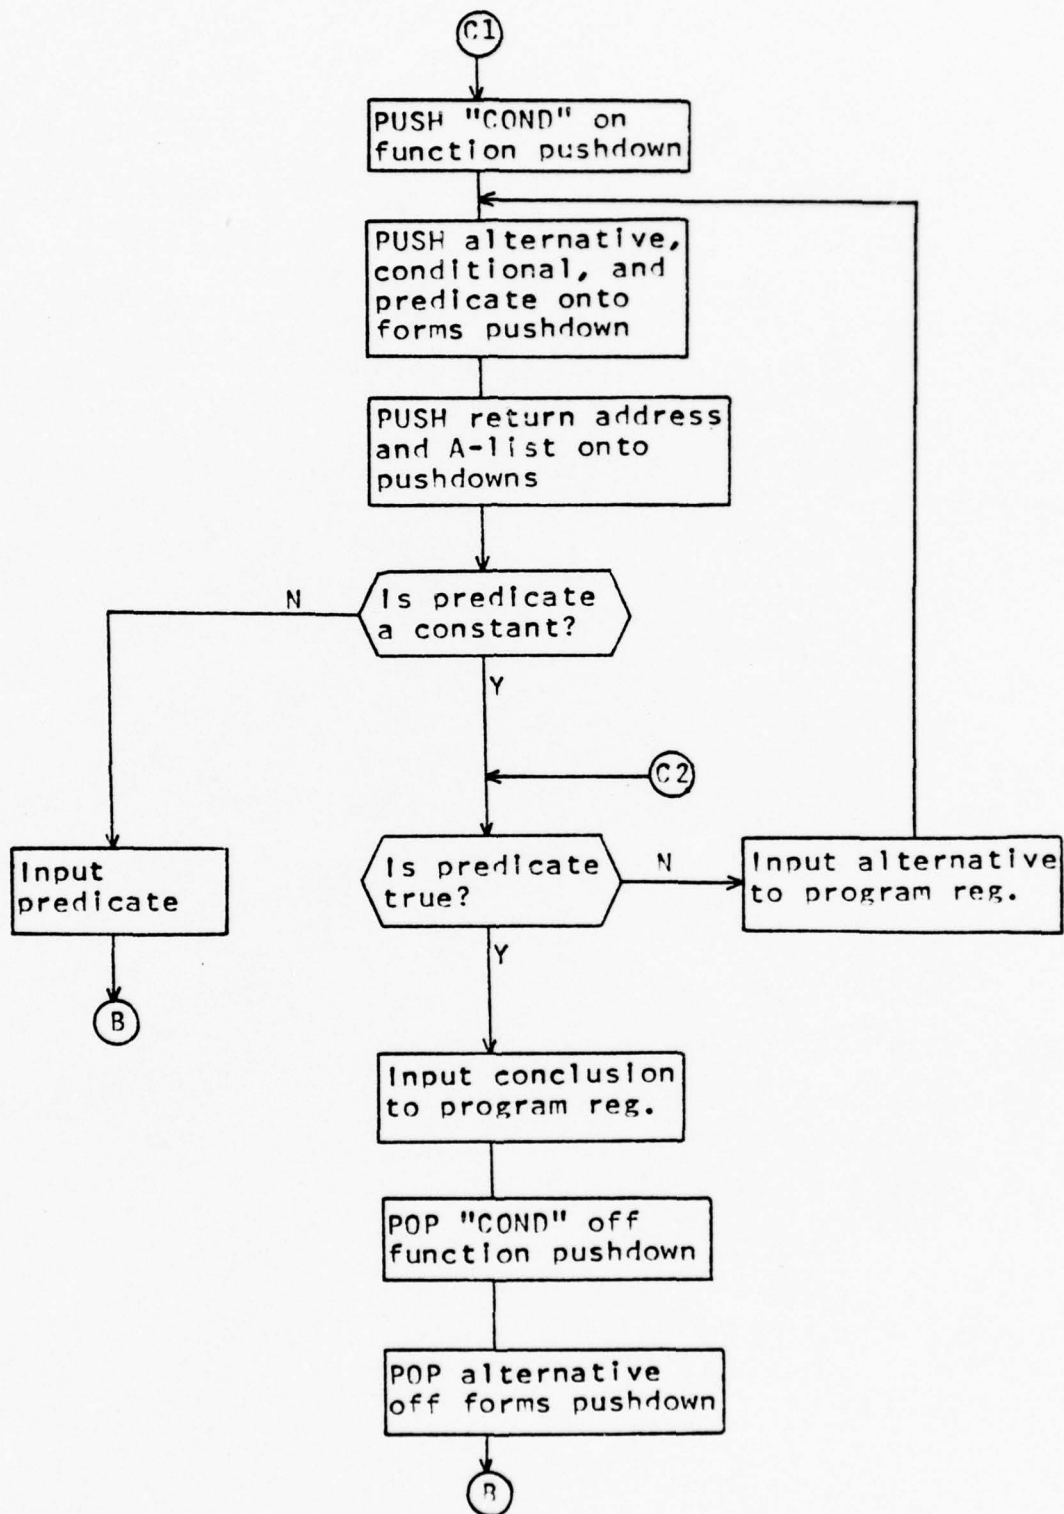 C1
PUSH "COND" on
function pushdown
PUSH alternative,
conditional, and
predicate onto
forms pushdown
PUSH return address
and A-list onto
pushdowns
Is predicate
a constant?
N
Y
C2
Input
predicate
B
Is predicate
true?
N
Input alternative
to program reg.
Y
Input conclusion
to program reg.
POP "COND" off
function pushdown
POP alternative
off forms pushdown
B